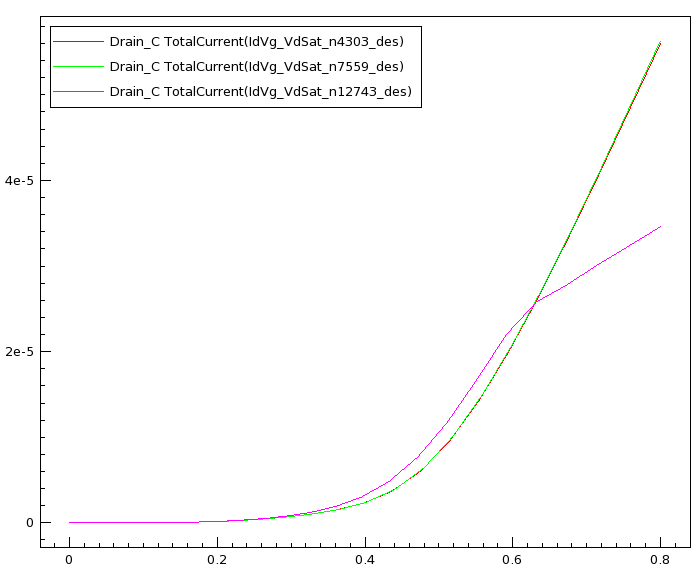 Drain_C TotalCurrent(IdVg_VdSat_n4303_des)
Drain_C TotalCurrent(IdVg_VdSat_n7559_des)
Drain_C TotalCurrent(IdVg_VdSat_n12743_des)
4e-5
2e-5
0
0 0.2 0.4 0.6 0.8